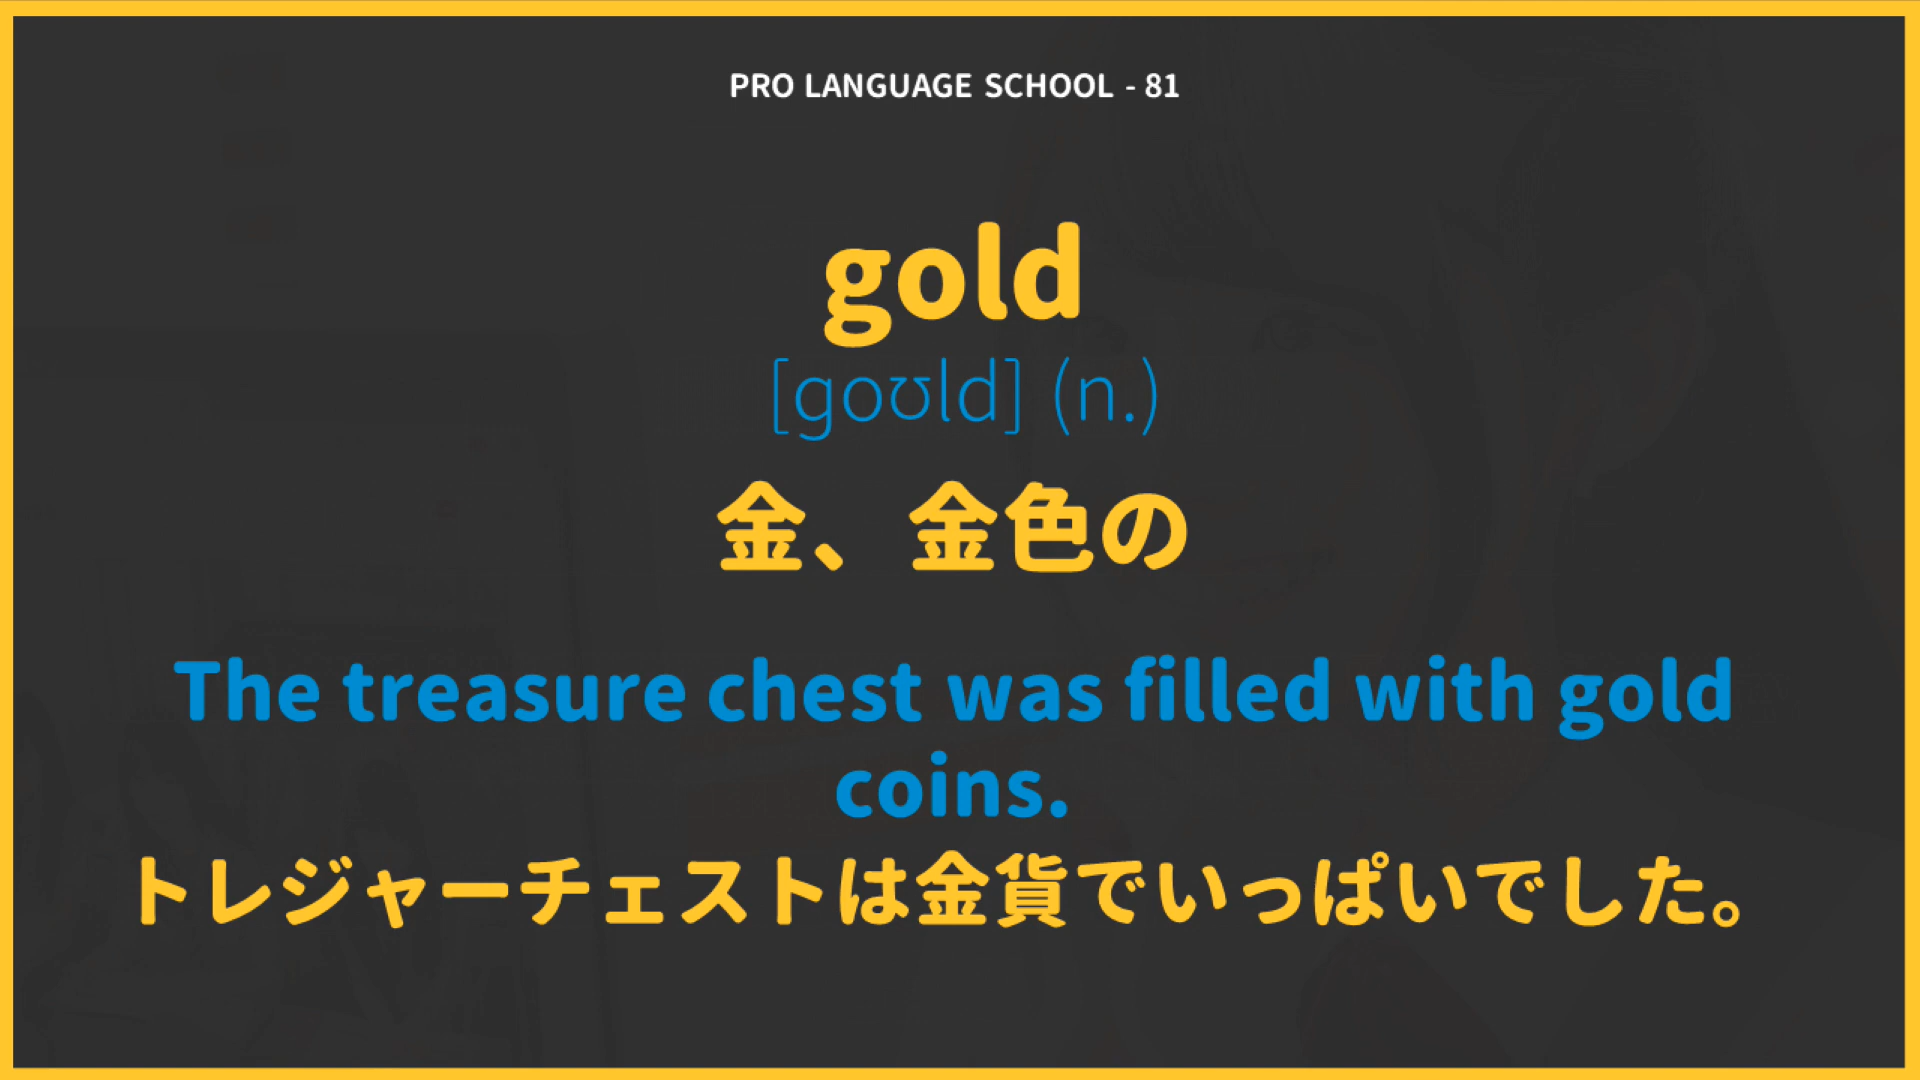 PRO LANGUAGE SCHOOL - 81
gold
[goʊld] (n.)
金、金色の
The treasure chest was filled with gold
coins.
トレジャーチェストは金貨でいっぱいでした。